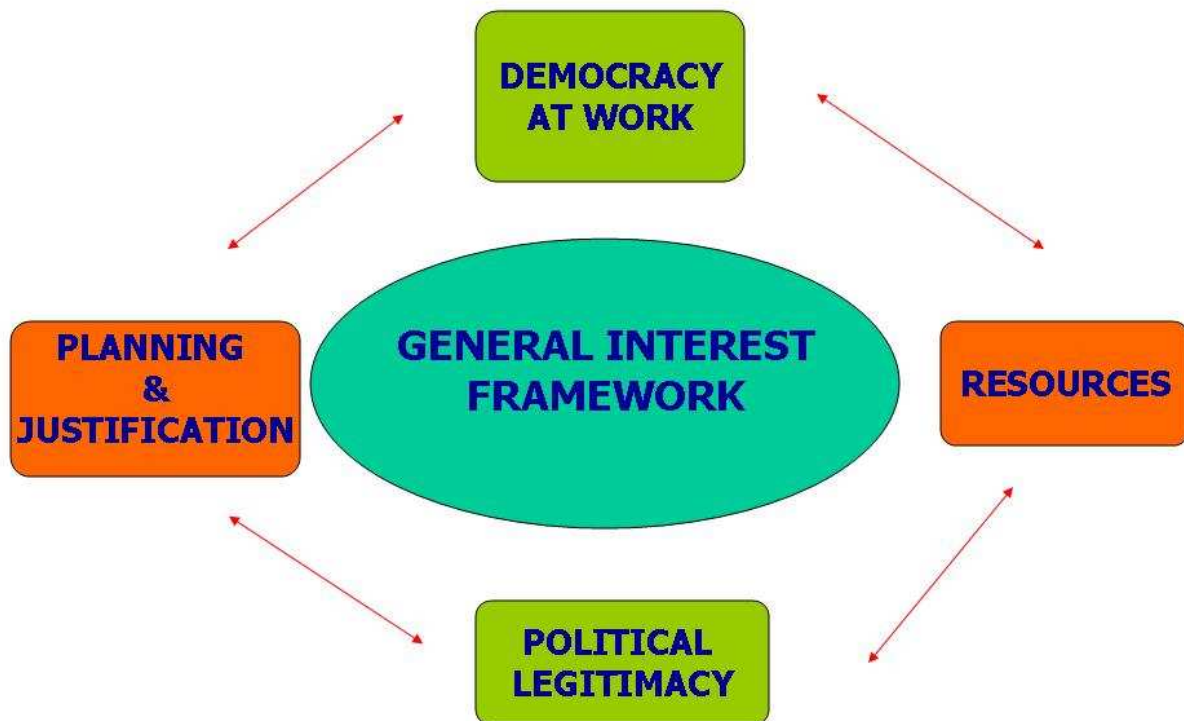 DEMOCRACY
AT WORK
PLANNING
&
JUSTIFICATION
GENERAL INTEREST
FRAMEWORK
RESOURCES
POLITICAL
LEGITIMACY